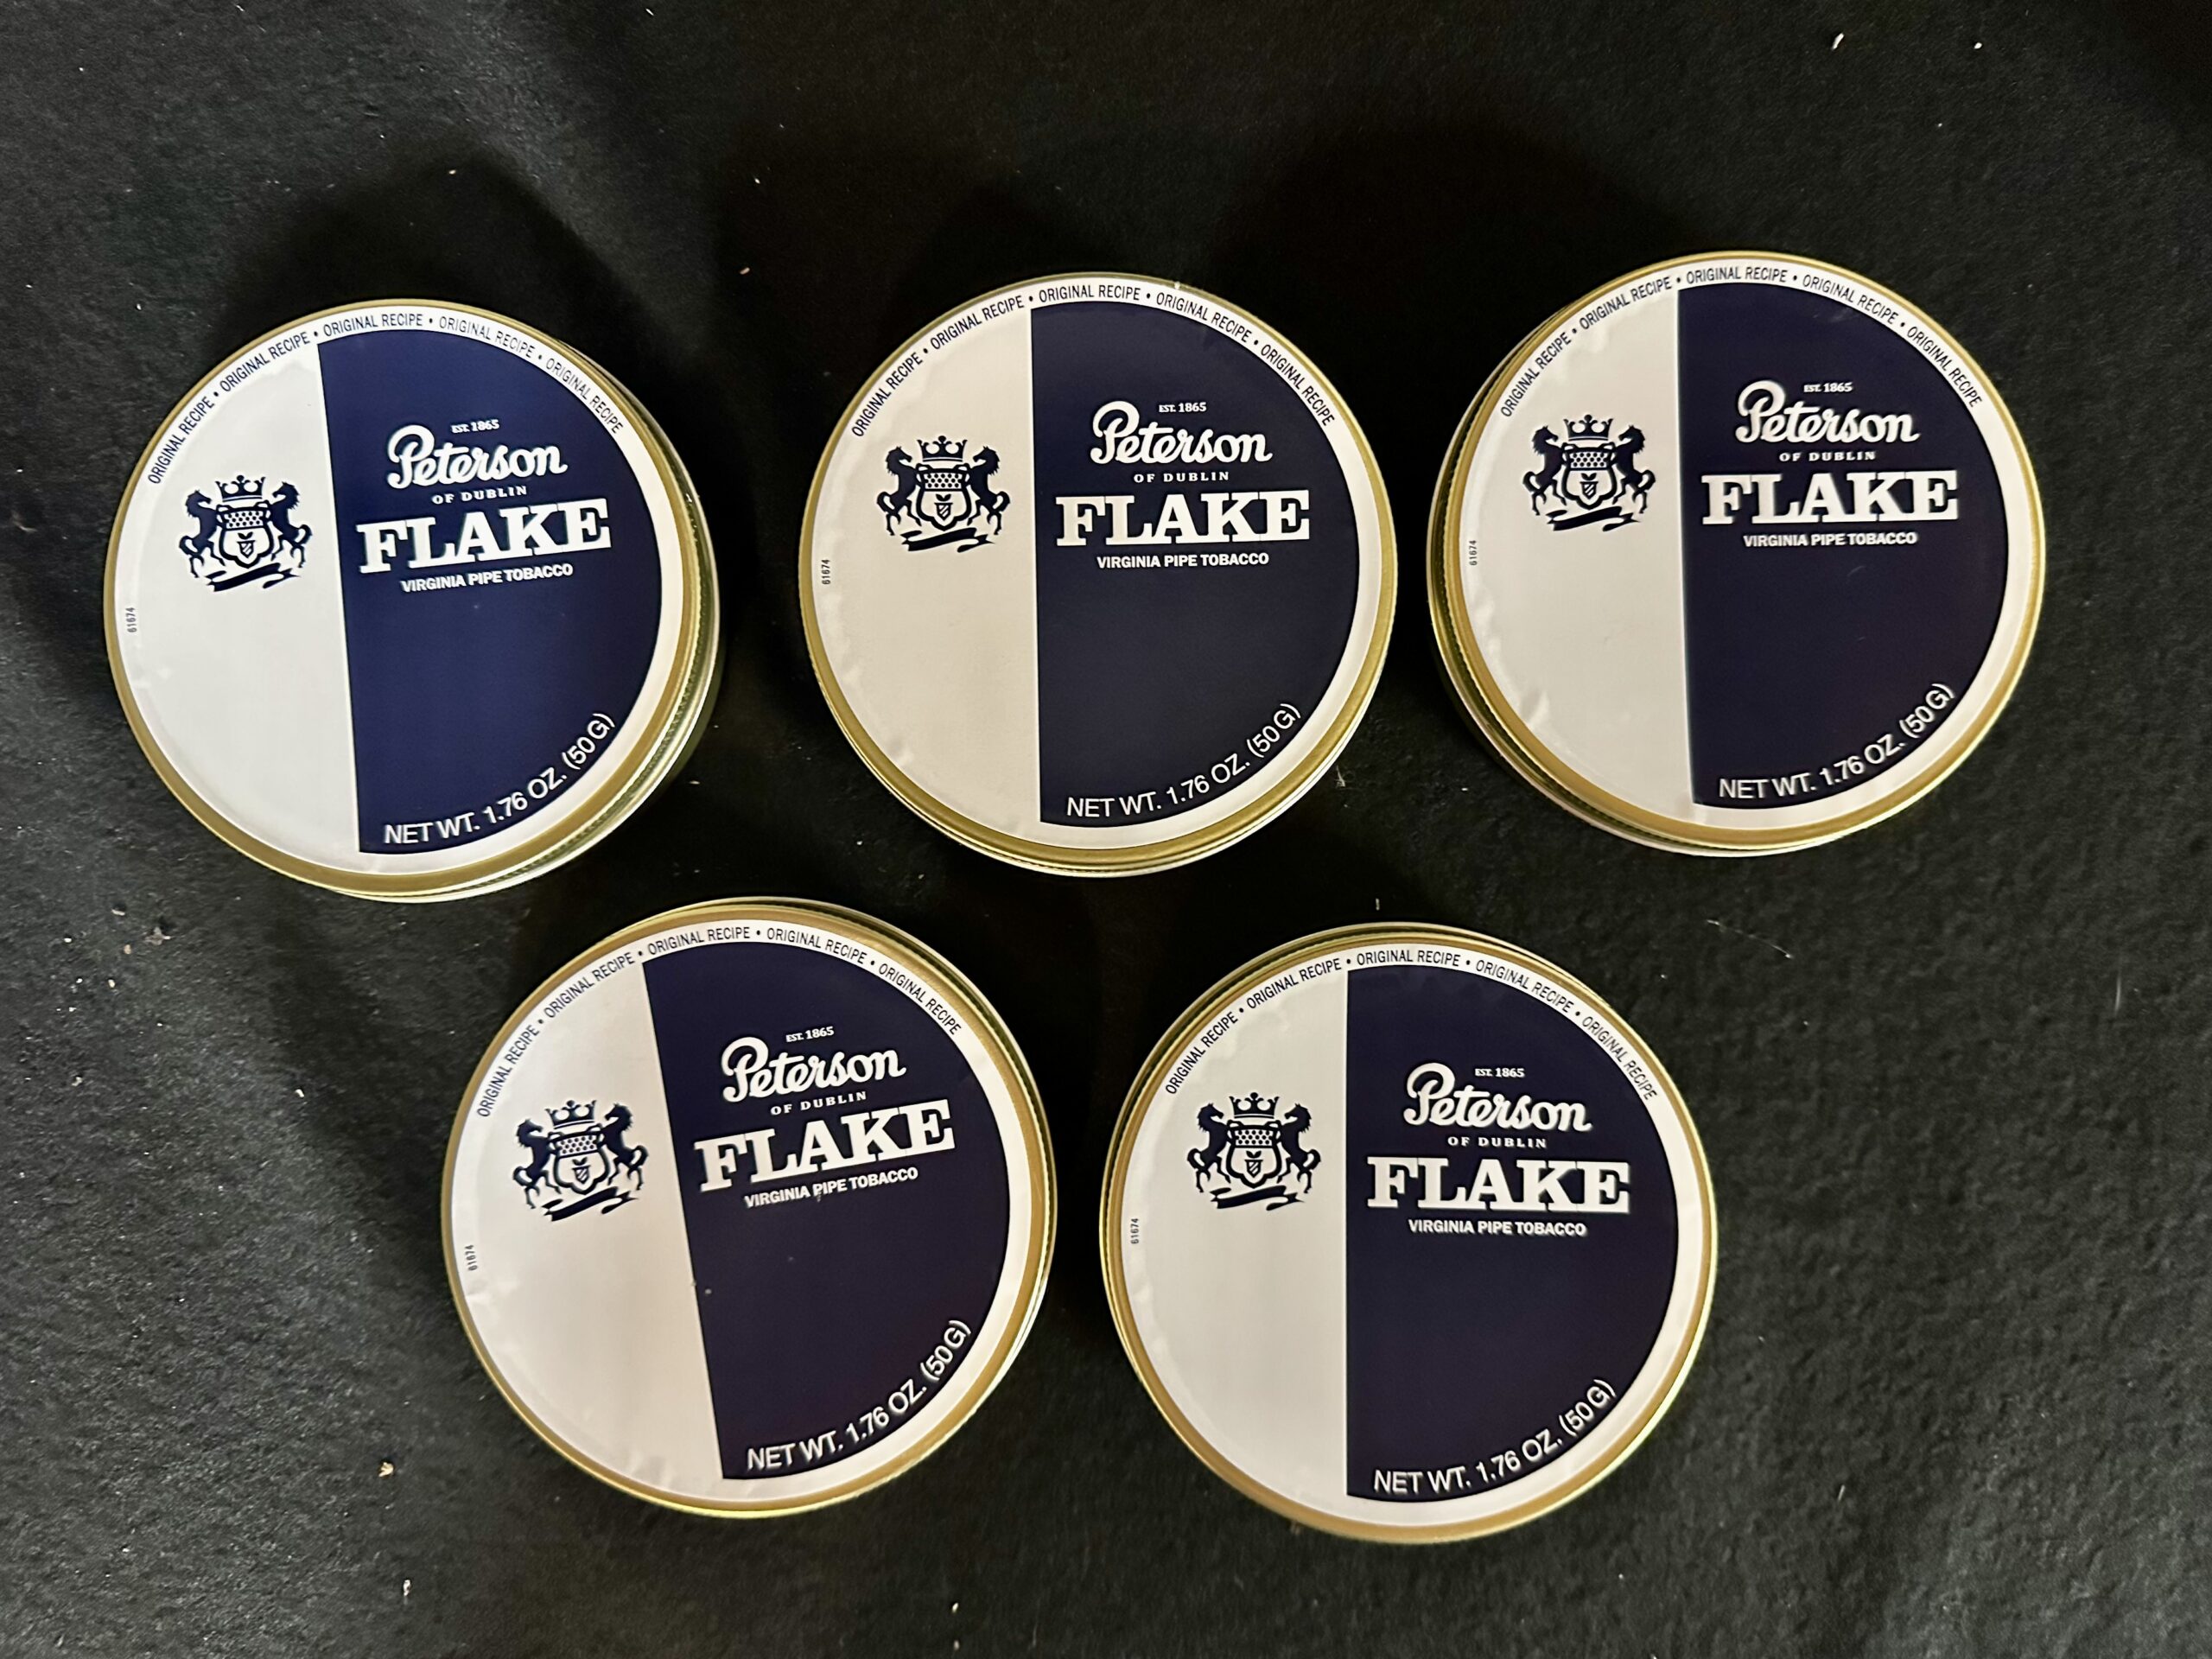 ORIGINAL RECIPE • ORIGINAL RECIPE • ORIGINAL RECIPE • ORIGINAL RECIPE • ORIGINAL RECIPE
EST. 1865
Peterson
OF DUBLIN
FLAKE
VIRGINIA PIPE TOBACCO
61674
NET WT. 1.76 OZ. (50 G)
ORIGINAL RECIPE • ORIGINAL RECIPE • ORIGINAL RECIPE • ORIGINAL RECIPE • ORIGINAL RECIPE
EST. 1865
Peterson
OF DUBLIN
FLAKE
VIRGINIA PIPE TOBACCO
61674
NET WT. 1.76 OZ. (50 G)
ORIGINAL RECIPE • ORIGINAL RECIPE • ORIGINAL RECIPE • ORIGINAL RECIPE • ORIGINAL RECIPE
EST. 1865
Peterson
OF DUBLIN
FLAKE
VIRGINIA PIPE TOBACCO
61674
NET WT. 1.76 OZ. (50 G)
ORIGINAL RECIPE • ORIGINAL RECIPE • ORIGINAL RECIPE • ORIGINAL RECIPE • ORIGINAL RECIPE
EST. 1865
Peterson
OF DUBLIN
FLAKE
VIRGINIA PIPE TOBACCO
61674
NET WT. 1.76 OZ. (50 G)
ORIGINAL RECIPE • ORIGINAL RECIPE • ORIGINAL RECIPE • ORIGINAL RECIPE • ORIGINAL RECIPE
EST. 1865
Peterson
OF DUBLIN
FLAKE
VIRGINIA PIPE TOBACCO
61674
NET WT. 1.76 OZ. (50 G)